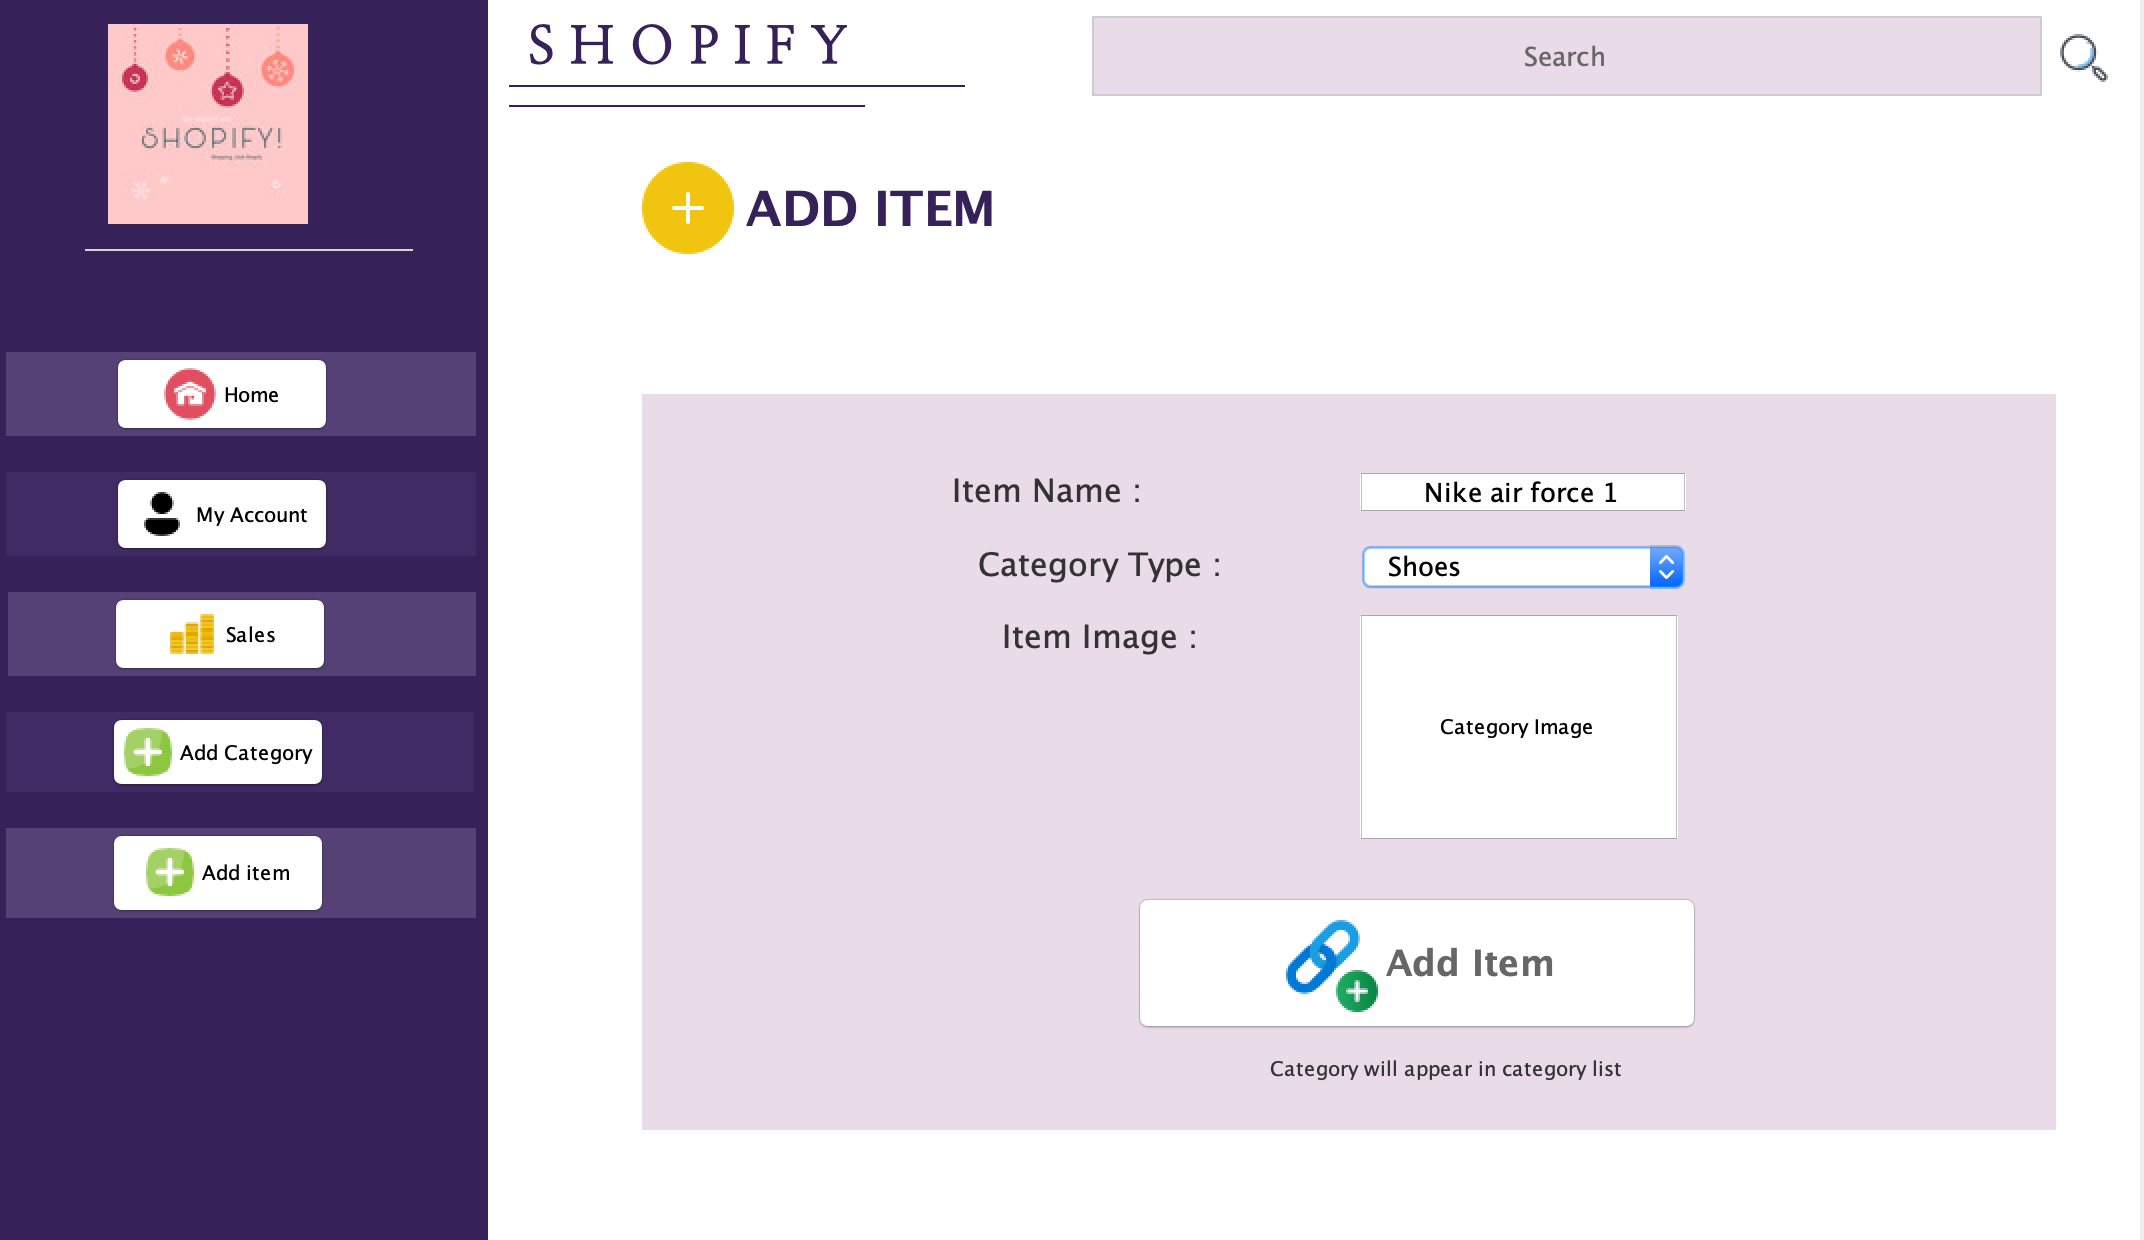 SHOPIFY!
Home
My Account
Sales
Add Category
Add item
SHOPIFY
Search
ADD ITEM
Item Name :
Nike air force 1
Category Type :
Shoes
Item Image :
Category Image
Add Item
Category will appear in category list